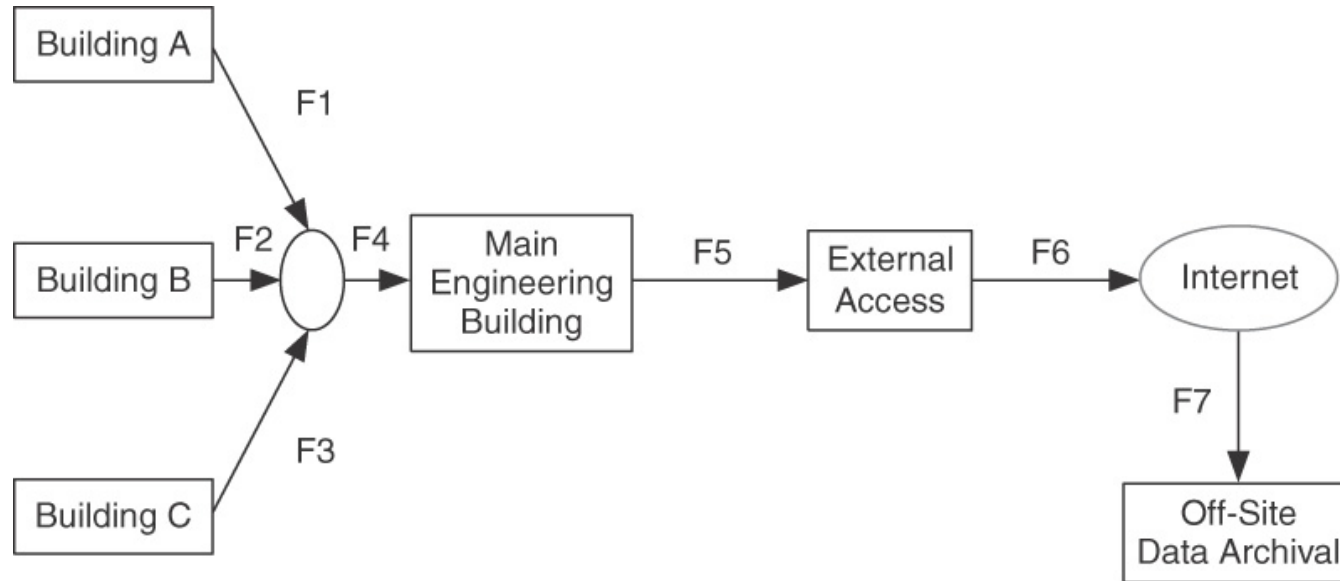 Building A
F1
Building B
F2
F4
Main
Engineering
Building
F5
External
Access
F6
Internet
F7
F3
Building C
Off-Site
Data Archival